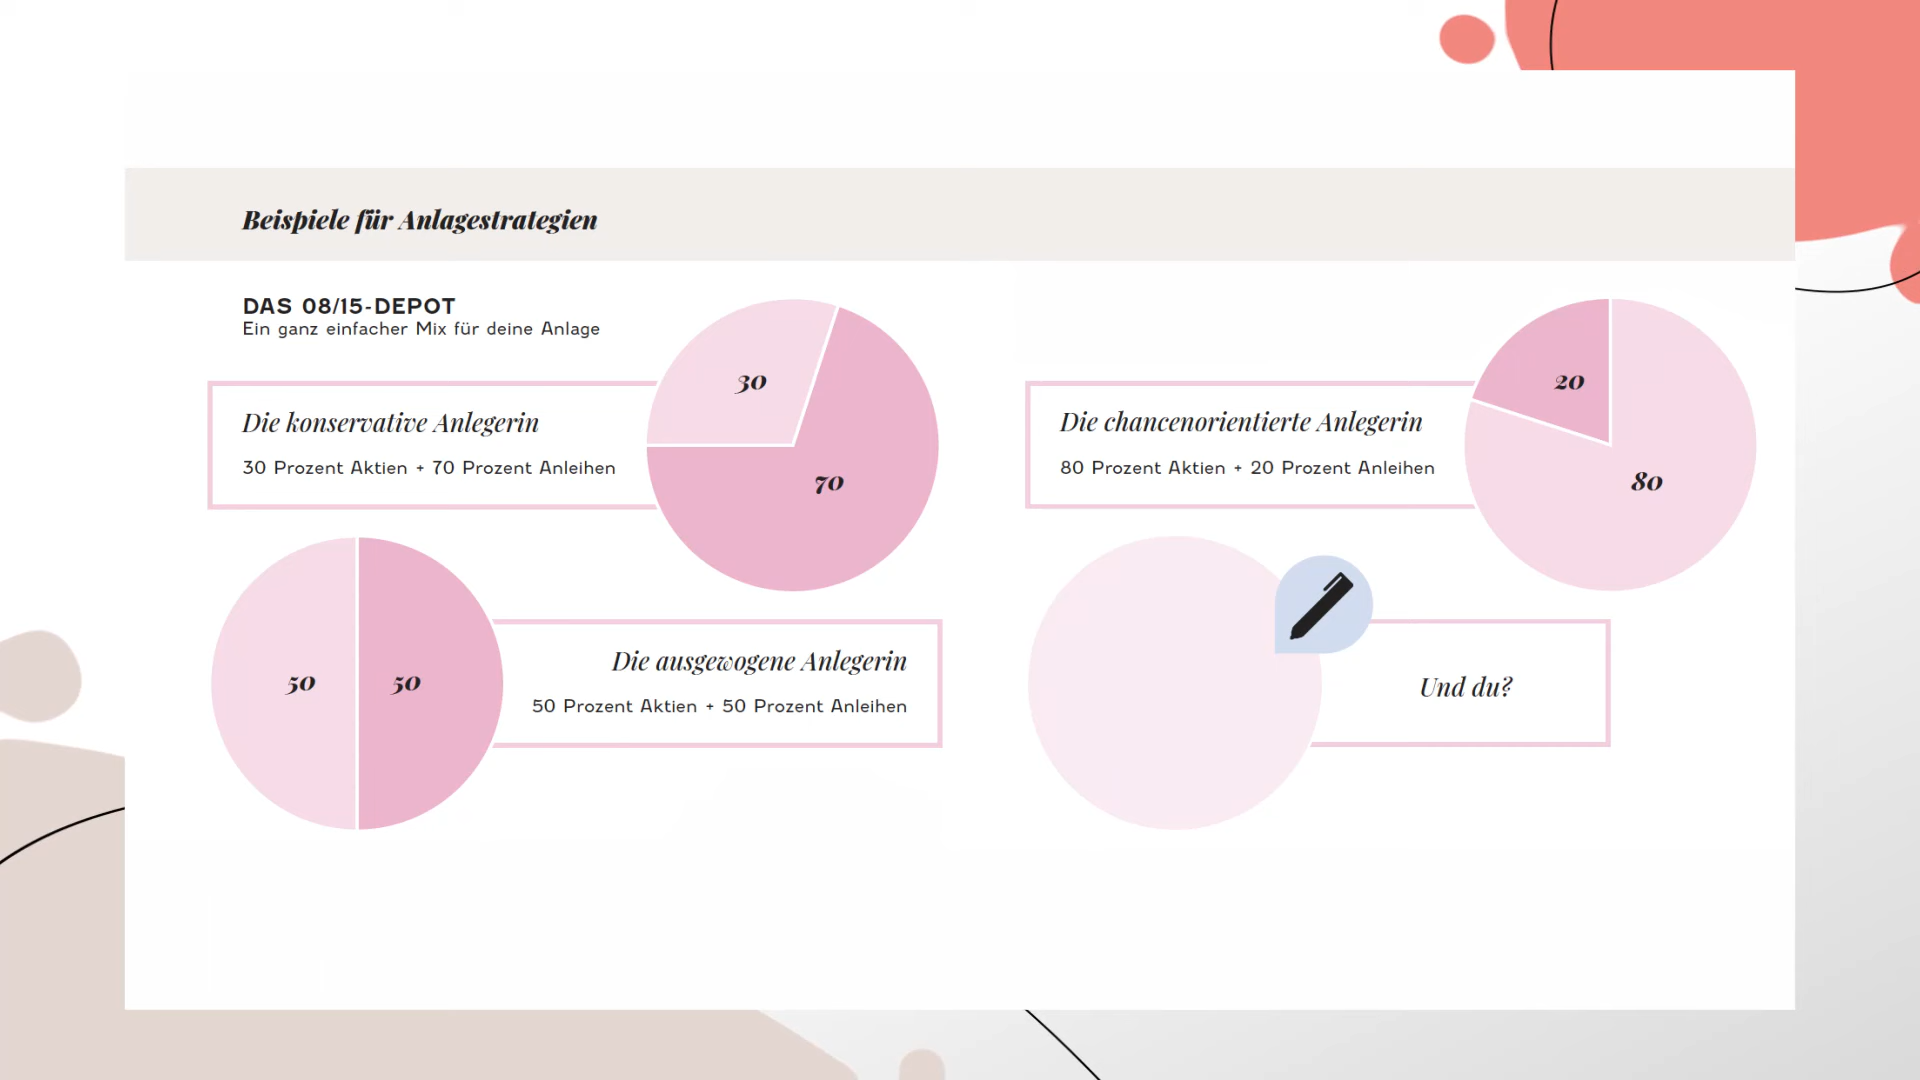 Beispiele für Anlagestrategien
DAS 08/15-DEPOT
Ein ganz einfacher Mix für deine Anlage
Die konservative Anlegerin
30 Prozent Aktien + 70 Prozent Anleihen
30
70
Die chancenorientierte Anlegerin
80 Prozent Aktien + 20 Prozent Anleihen
20
80
50
50
Die ausgewogene Anlegerin
50 Prozent Aktien + 50 Prozent Anleihen
Und du?